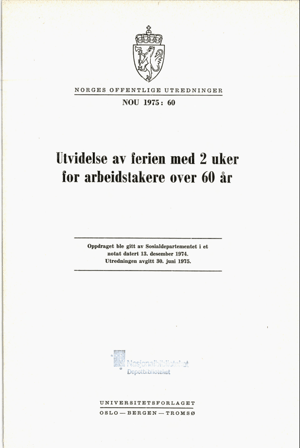 NORGES OFFENTLIGE UTREDNINGER
NOU 1975: 60
Utvidelse av ferien med 2 uker
for arbeidstakere over 60 år
Oppdraget ble gitt av Sosialdepartementet i et
notat datert 13. desember 1974.
Utredningen avgitt 30. juni 1975.
Nasjonalbiblioteket
UNIVERSITETSFORLAGET
OSLO — BERGEN — TROMSØ